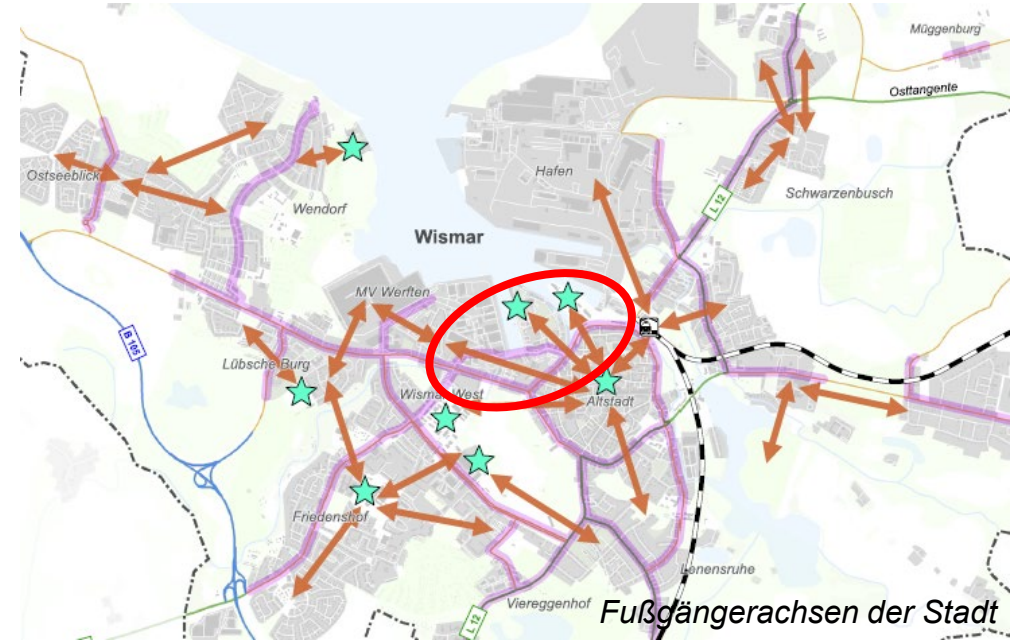 Müggenburg
Osttangente
Ostseeblick
Hafen
Schwarzenbusch
L 12
Wendorf
Wismar
MV Werften
B 105
Lübsche Burg
Wismar West
Altstadt
Friedenshof
Lenensruhe
Viereggenhof
L 12
Fußgängerachsen der Stadt